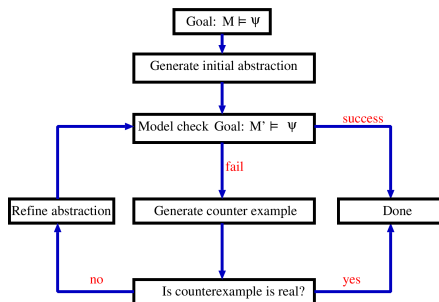 Goal: M ⊨ Ψ
Generate initial abstraction
Model check Goal: M' ⊨ Ψ
success
fail
Refine abstraction
Generate counter example
Done
no
Is counterexample is real?
yes